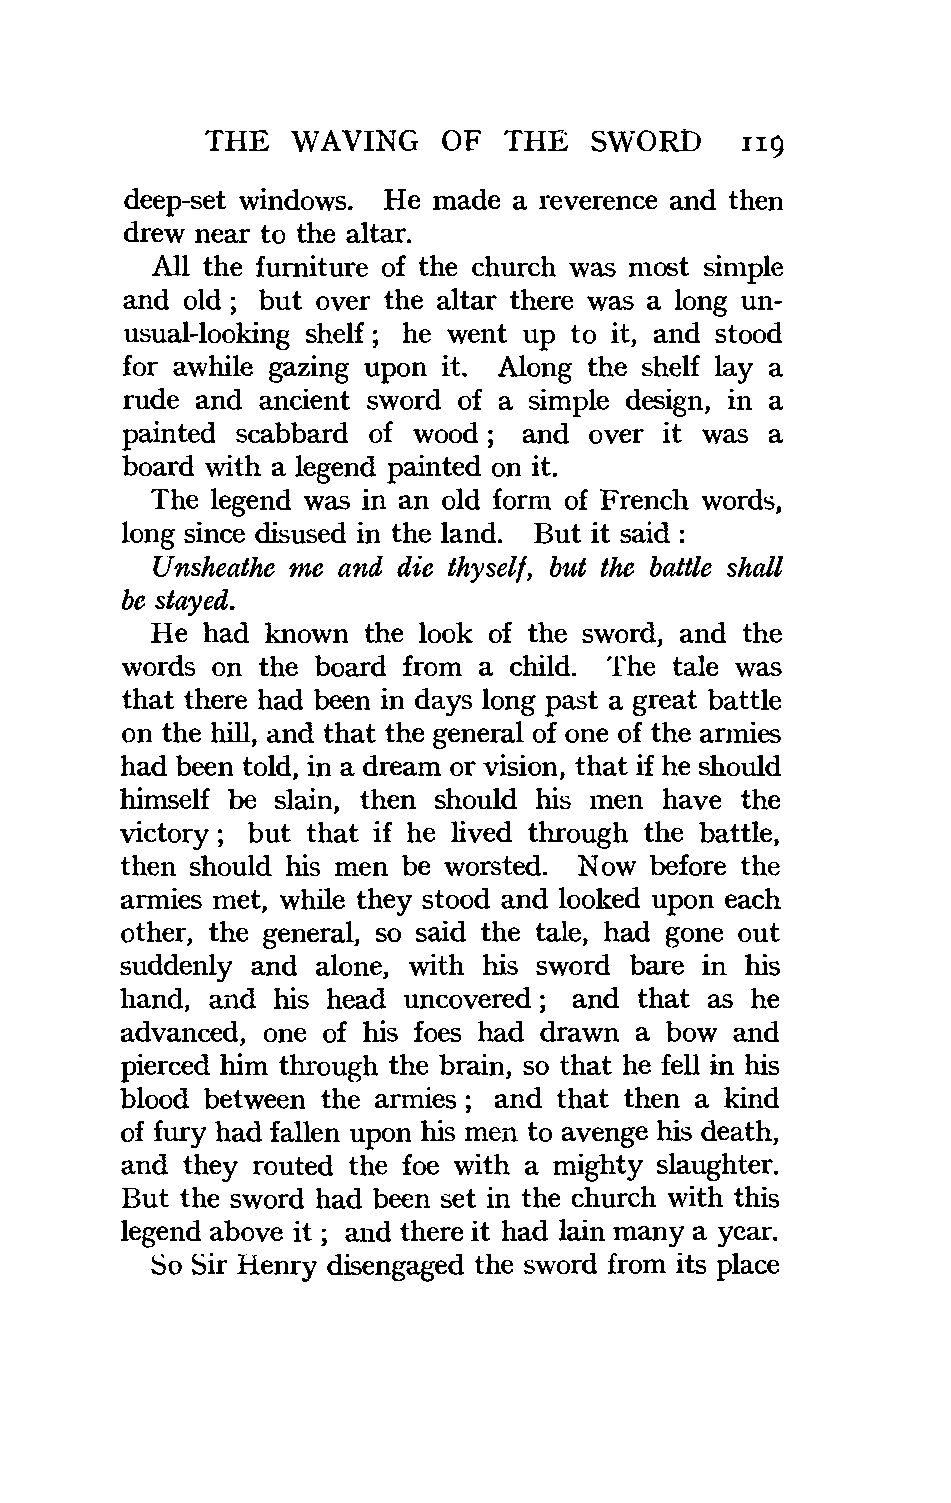 THE WAVING OF THE SWORD 119
deep-set windows. He made a reverence and then
drew near to the altar.
All the furniture of the church was most simple
and old ; but over the altar there was a long un-
usual-looking shelf ; he went up to it, and stood
for awhile gazing upon it. Along the shelf lay a
rude and ancient sword of a simple design, in a
painted scabbard of wood ; and over it was a
board with a legend painted on it.
The legend was in an old form of French words,
long since disused in the land. But it said :
Unsheathe me and die thyself, but the battle shall
be stayed.
He had known the look of the sword, and the
words on the board from a child. The tale was
that there had been in days long past a great battle
on the hill, and that the general of one of the armies
had been told, in a dream or vision, that if he should
himself be slain, then should his men have the
victory ; but that if he lived through the battle,
then should his men be worsted. Now before the
armies met, while they stood and looked upon each
other, the general, so said the tale, had gone out
suddenly and alone, with his sword bare in his
hand, and his head uncovered ; and that as he
advanced, one of his foes had drawn a bow and
pierced him through the brain, so that he fell in his
blood between the armies ; and that then a kind
of fury had fallen upon his men to avenge his death,
and they routed the foe with a mighty slaughter.
But the sword had been set in the church with this
legend above it ; and there it had lain many a year.
So Sir Henry disengaged the sword from its place